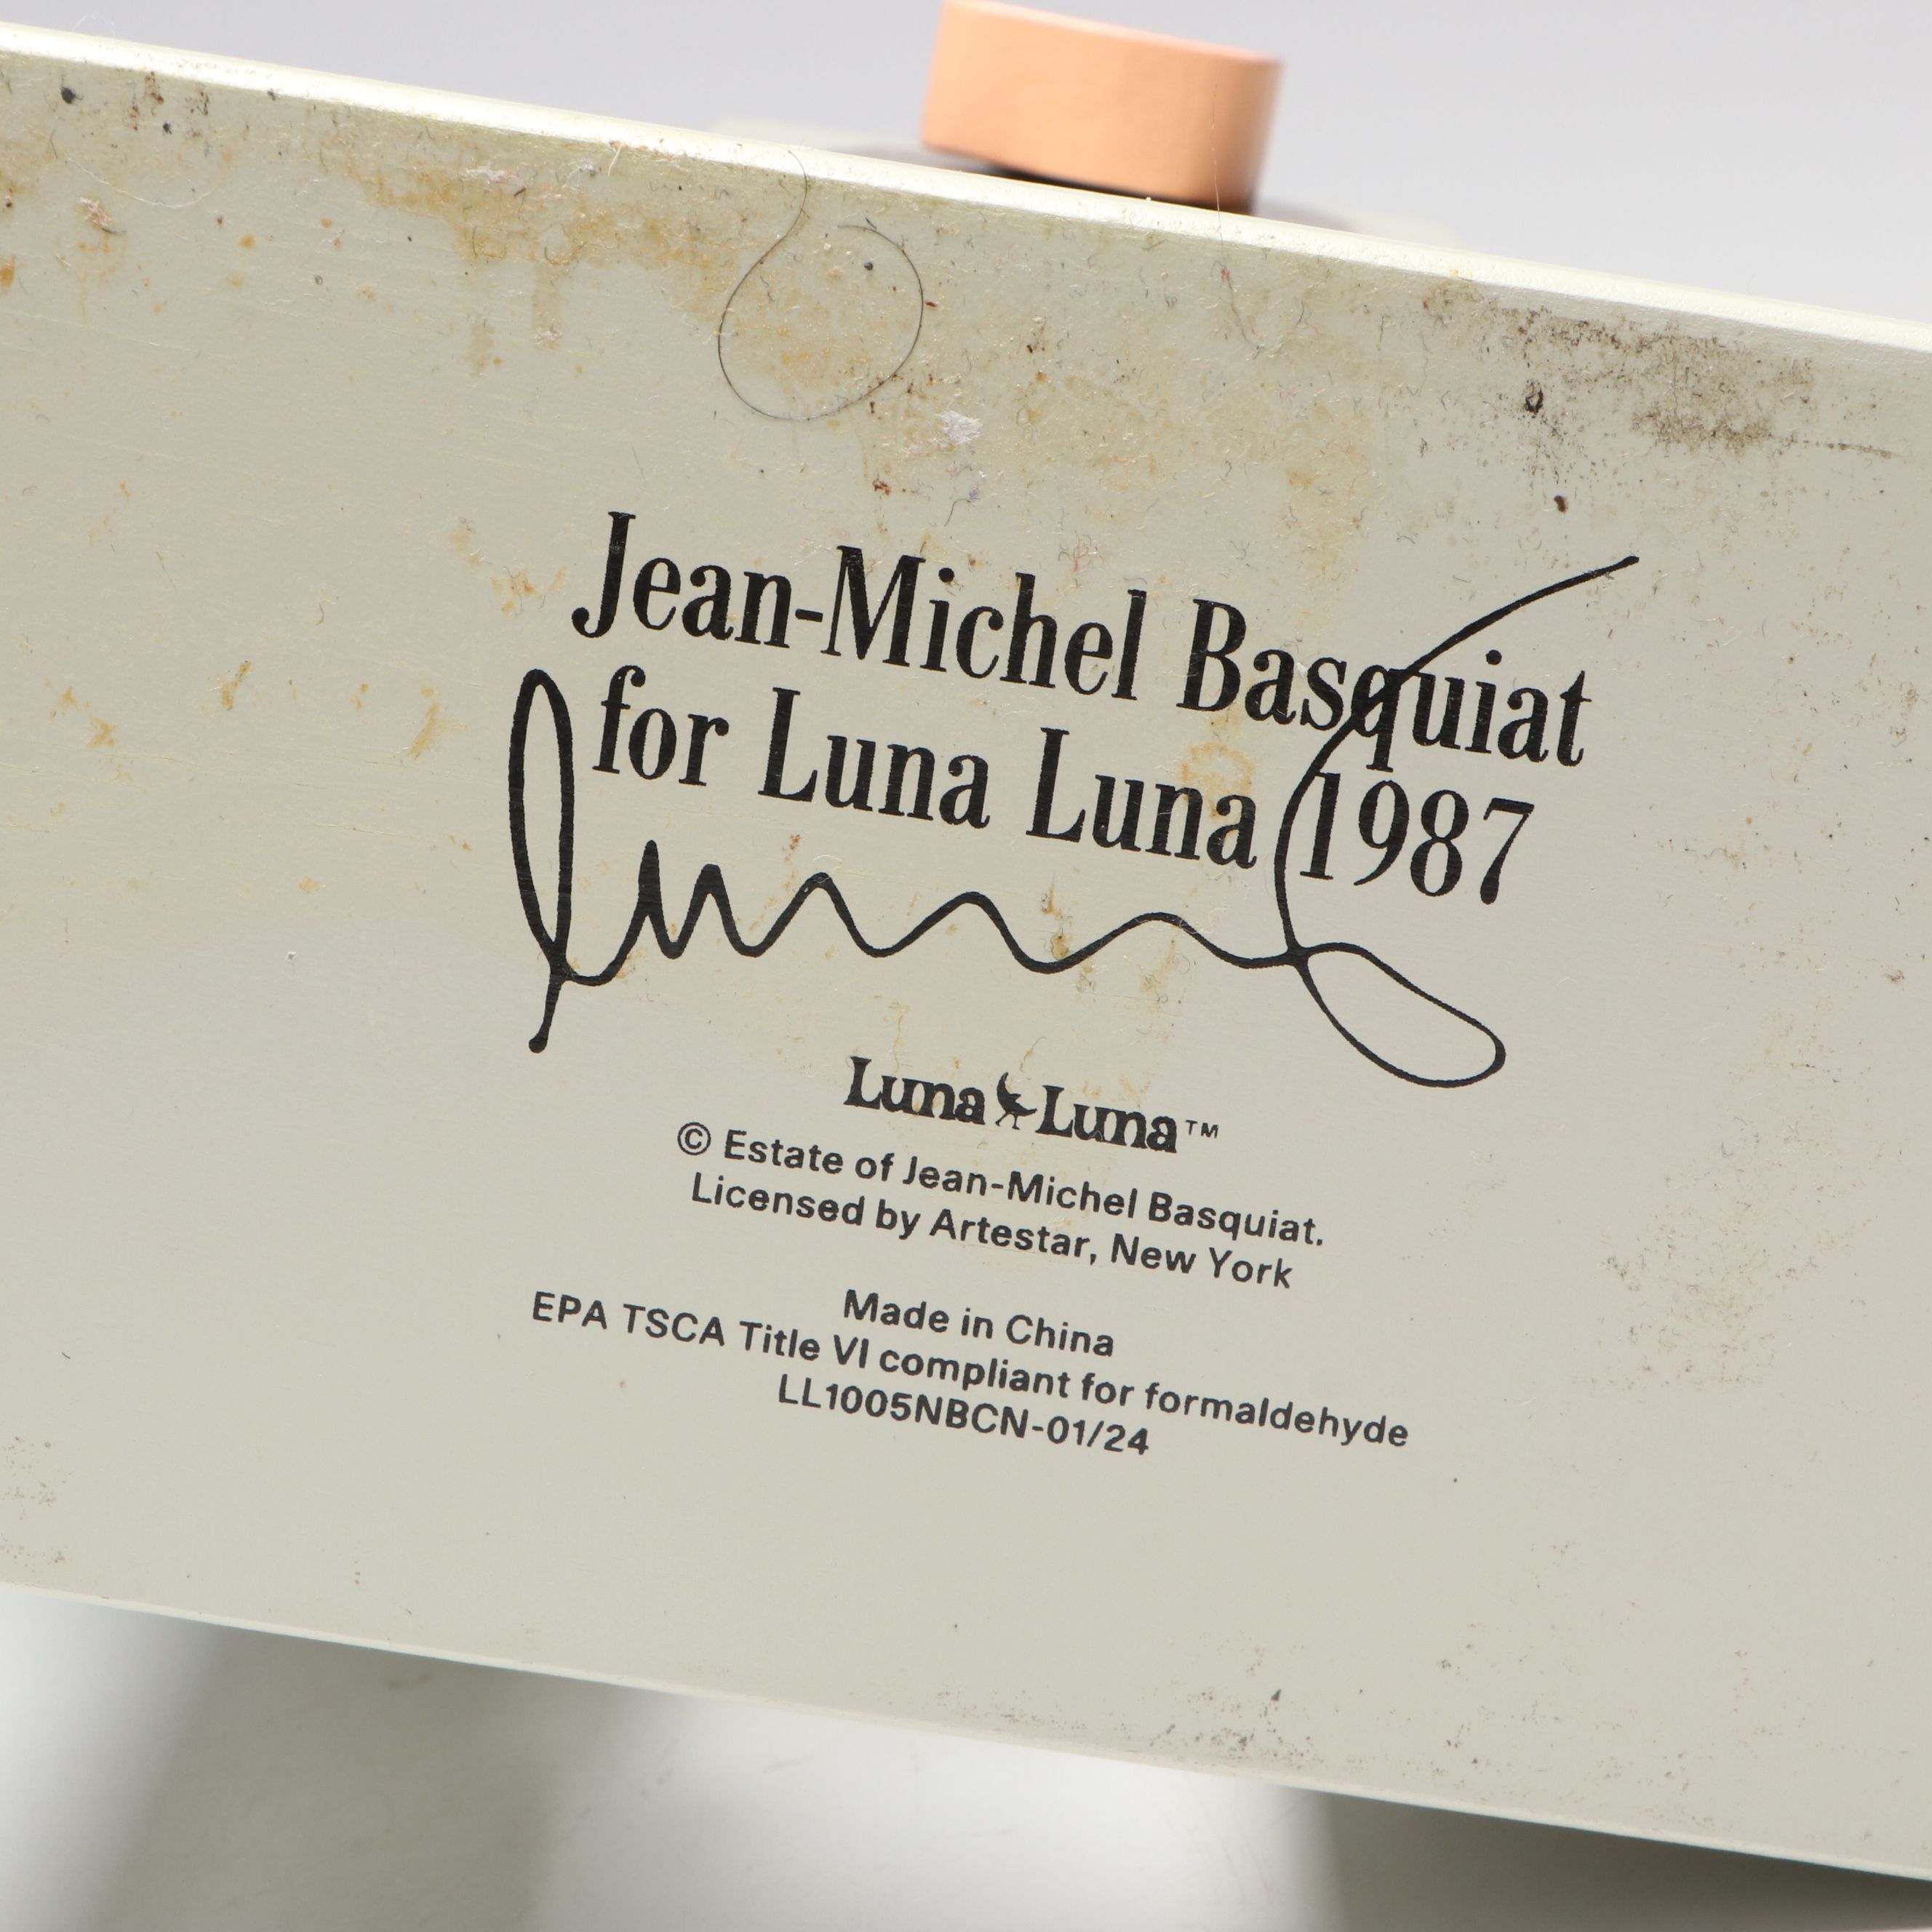 Jean-Michel Basquiat
for Luna Luna 1987
Luna Luna™
© Estate of Jean-Michel Basquiat.
Licensed by Artestar, New York
Made in China
EPA TSCA Title VI compliant for formaldehyde
LL1005NBCN-01/24